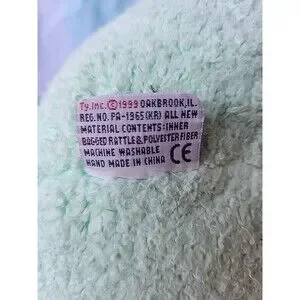 Ty.Inc.©1999 OAKBROOK,IL.
REG.NO. PA-1965(KR) ALL NEW
MATERIAL CONTENTS:INNER
BAGGED RATTLE & POLYESTER FIBER
MACHINE WASHABLE
HAND MADE IN CHINA CE